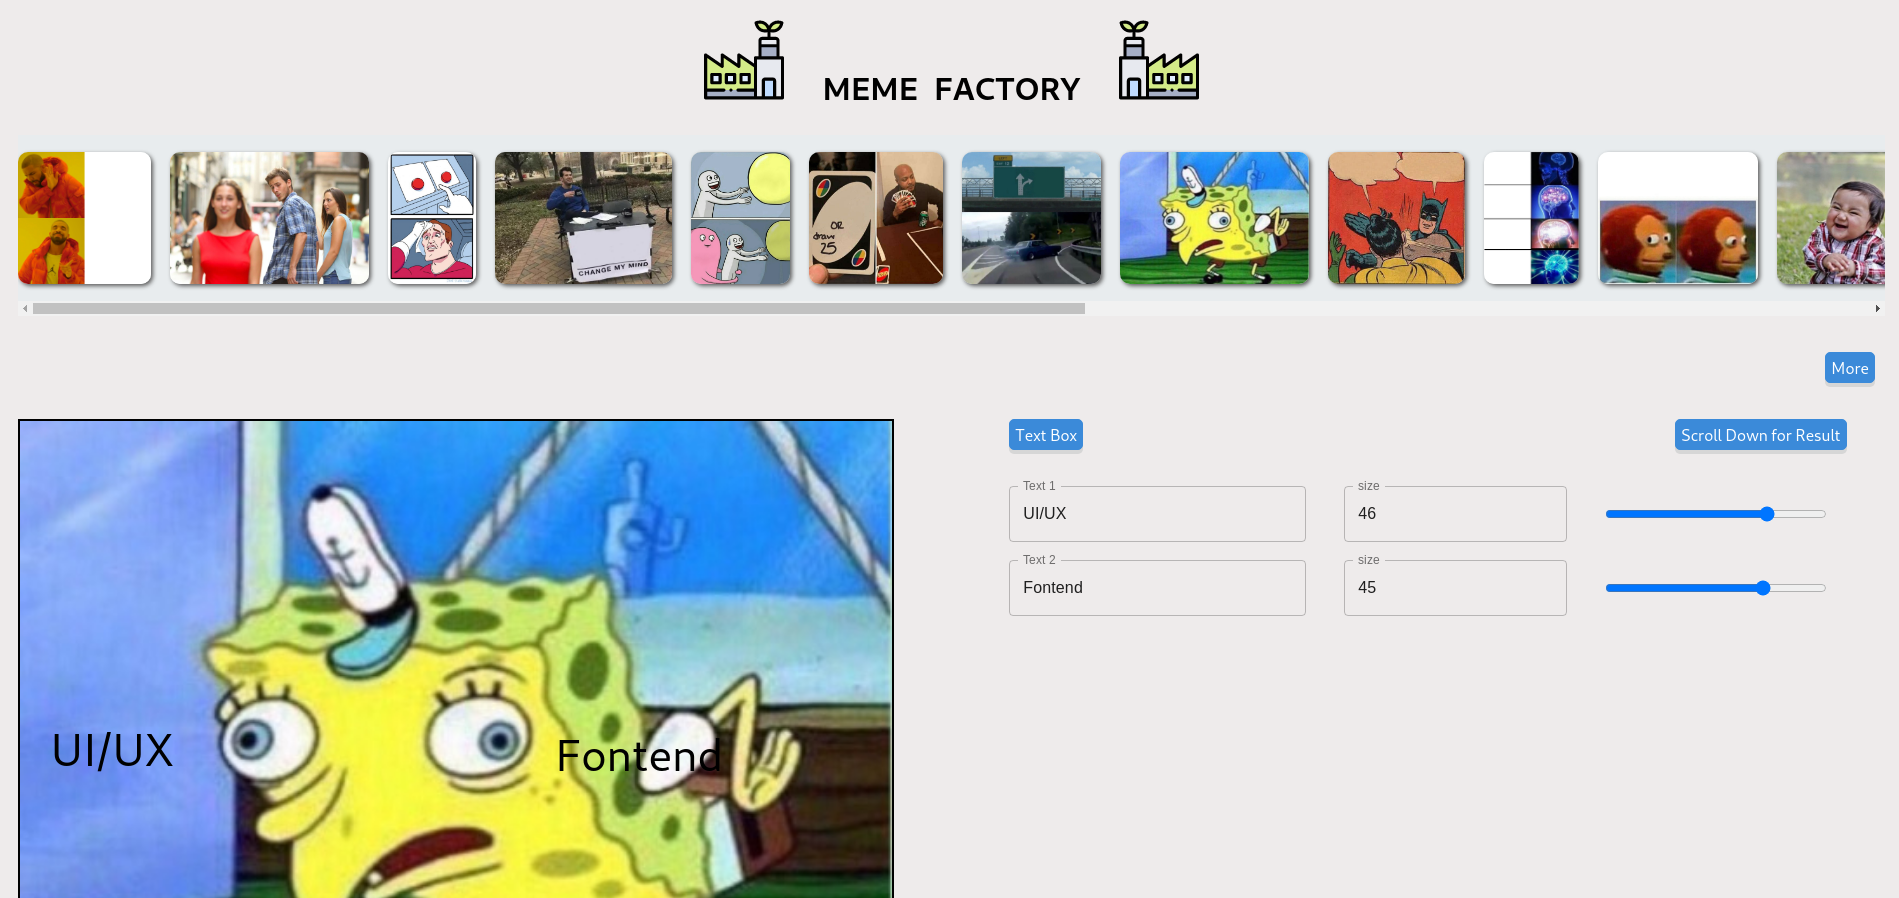 MEME FACTORY
OR
draw
25
CHANGE MY MIND
More
Text Box
Scroll Down for Result
Text 1
UI/UX
size
46
Text 2
Fontend
size
45
UI/UX
Fontend